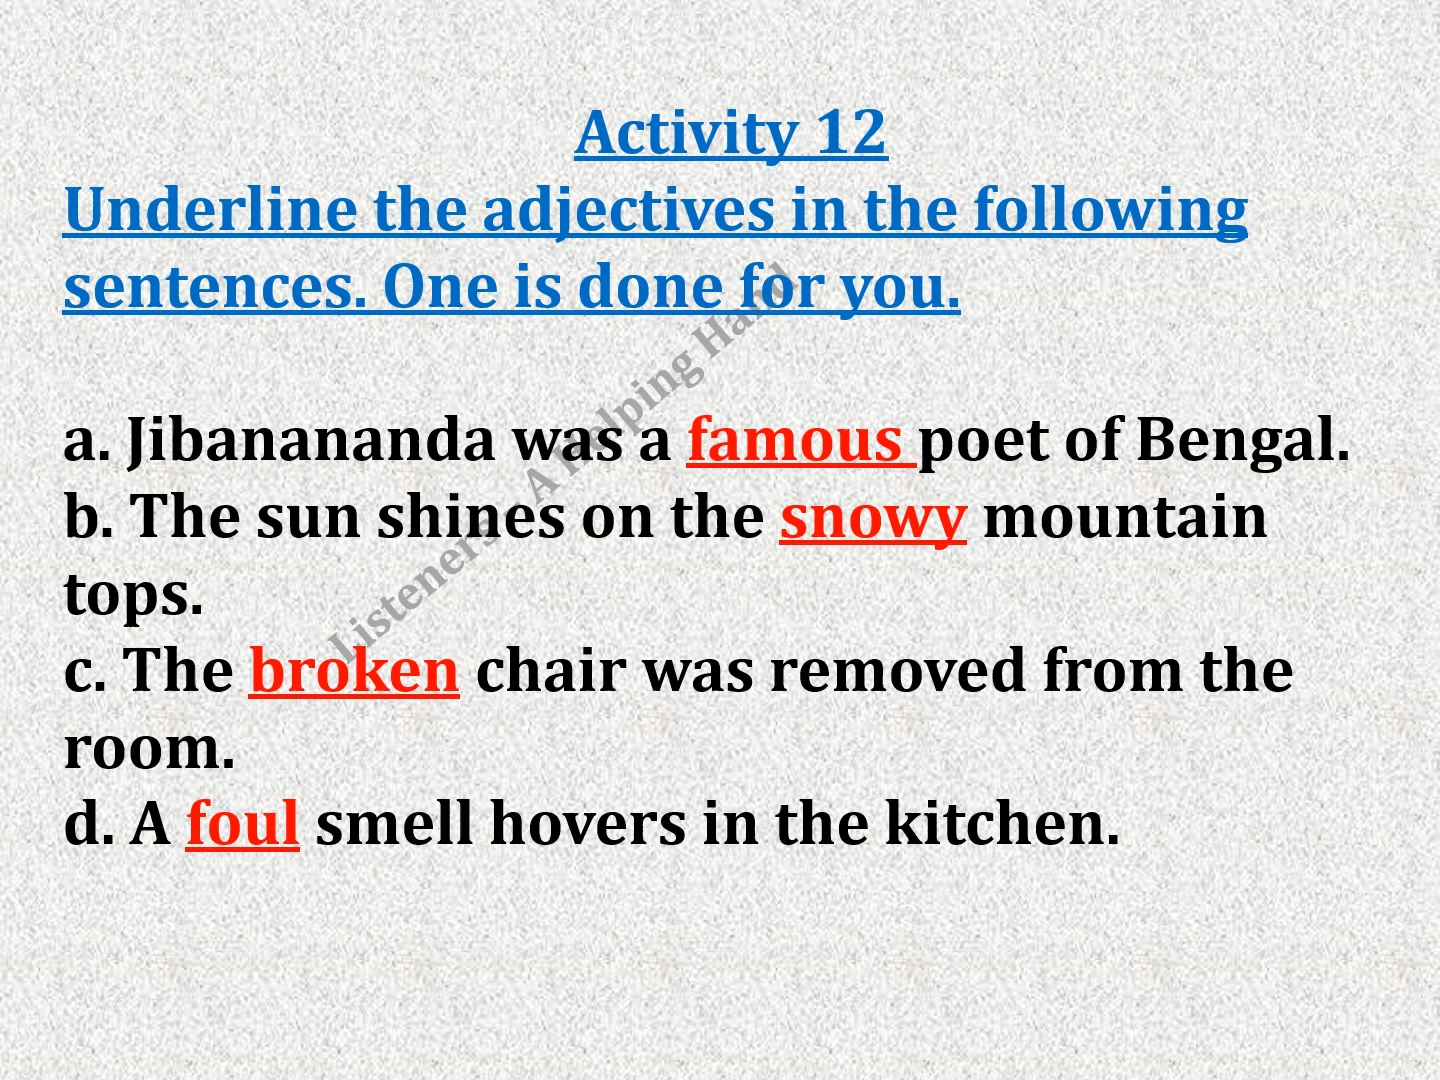 Activity 12
Underline the adjectives in the following
sentences. One is done for you.
a. Jibanananda was a famous poet of Bengal.
b. The sun shines on the snowy mountain
tops.
c. The broken chair was removed from the
room.
d. A foul smell hovers in the kitchen.
Listeners - A Helping Hand